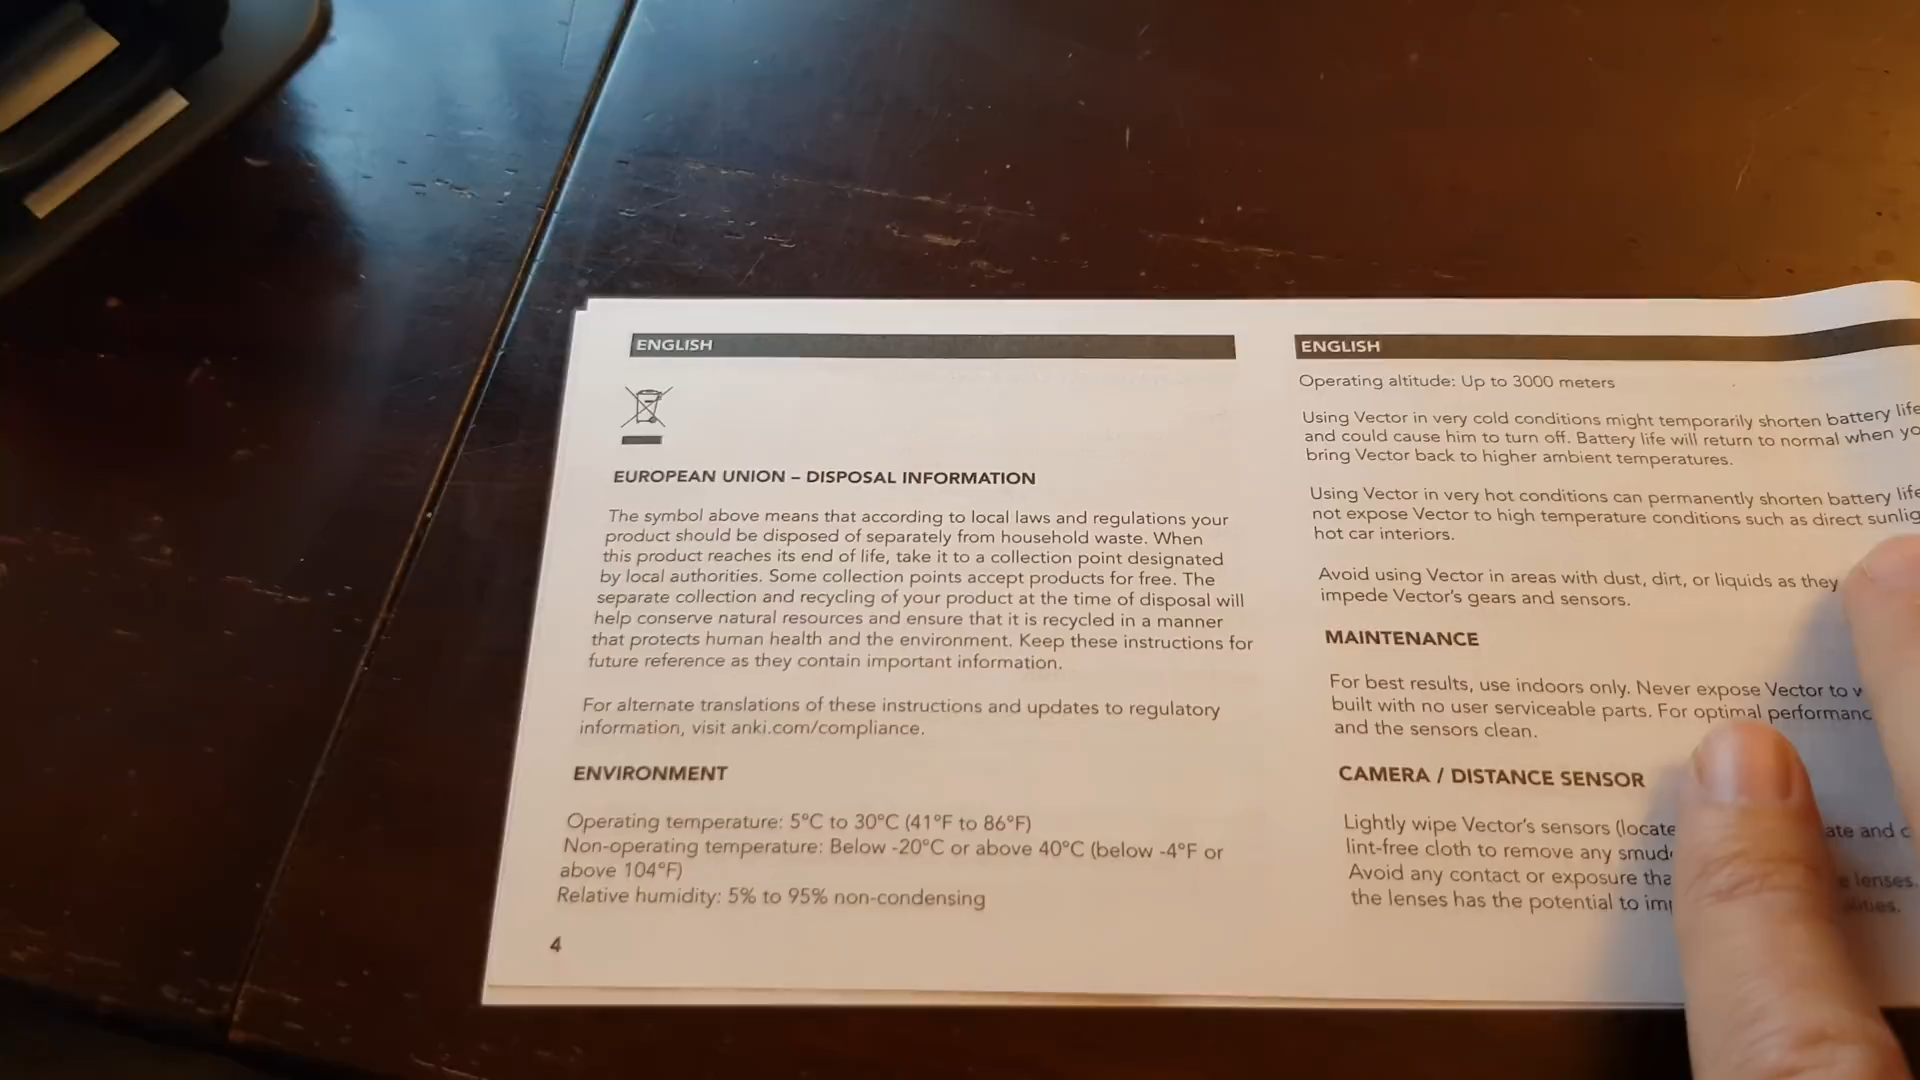 ENGLISH
EUROPEAN UNION – DISPOSAL INFORMATION
The symbol above means that according to local laws and regulations your
product should be disposed of separately from household waste. When
this product reaches its end of life, take it to a collection point designated
by local authorities. Some collection points accept products for free. The
separate collection and recycling of your product at the time of disposal will
help conserve natural resources and ensure that it is recycled in a manner
that protects human health and the environment. Keep these instructions for
future reference as they contain important information.
For alternate translations of these instructions and updates to regulatory
information, visit anki.com/compliance.
ENVIRONMENT
Operating temperature: 5°C to 30°C (41°F to 86°F)
Non-operating temperature: Below -20°C or above 40°C (below -4°F or
above 104°F)
Relative humidity: 5% to 95% non-condensing
4
ENGLISH
Operating altitude: Up to 3000 meters
Using Vector in very cold conditions might temporarily shorten battery life
and could cause him to turn off. Battery life will return to normal when
bring Vector back to higher ambient temperatures.
Using Vector in very hot conditions can permanently shorten battery life
not expose Vector to high temperature conditions such as direct
hot car interiors.
Avoid using Vector in areas with dust, dirt, or liquids as they
impede Vector's gears and sensors.
MAINTENANCE
For best results, use indoors only. Never expose Vector to
built with no user serviceable parts. For optimal
and the sensors clean.
CAMERA / DISTANCE SENSOR
Lightly wipe Vector's sensors and
lint-free cloth to remove any
Avoid any contact or exposure lenses.
the lenses has the potential to